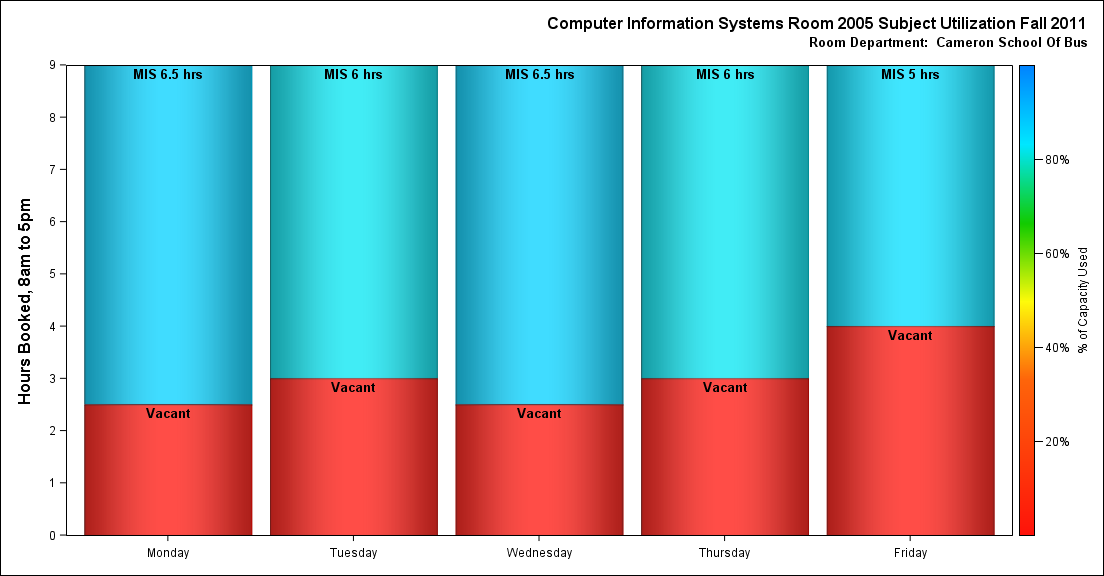 Computer Information Systems Room 2005 Subject Utilization Fall 2011
Room Department:  Cameron School Of Bus
Hours Booked, 8am to 5pm
9
8
7
6
5
4
3
2
1
0
MIS 6.5 hrs
MIS 6 hrs
MIS 6.5 hrs
MIS 6 hrs
MIS 5 hrs
Vacant
Vacant
Vacant
Vacant
Vacant
Monday
Tuesday
Wednesday
Thursday
Friday
80%
60%
40%
20%
% of Capacity Used